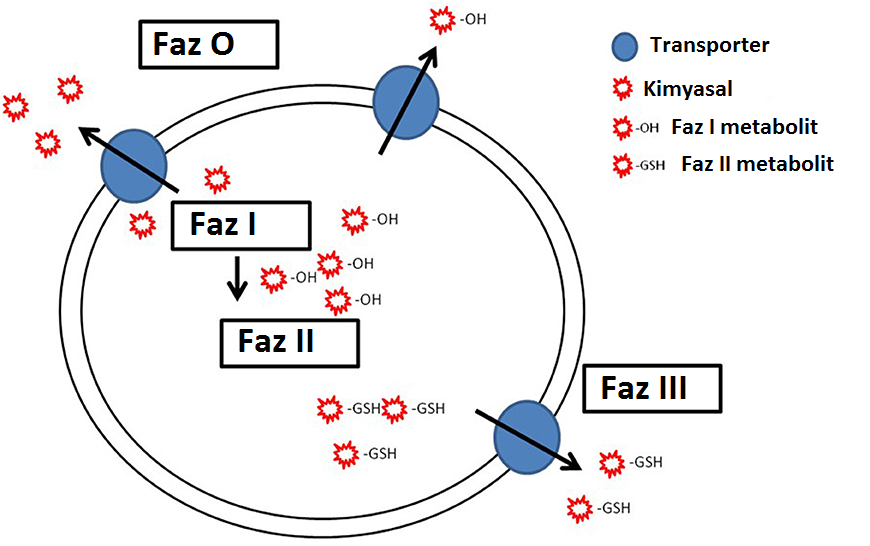 Faz O
-OH
Transporter
Kimyasal
-OH Faz I metabolit
-GSH Faz II metabolit
Faz I
-OH
-OH
-OH
-OH
Faz II
Faz III
-GSH -GSH
-GSH
-GSH
-GSH